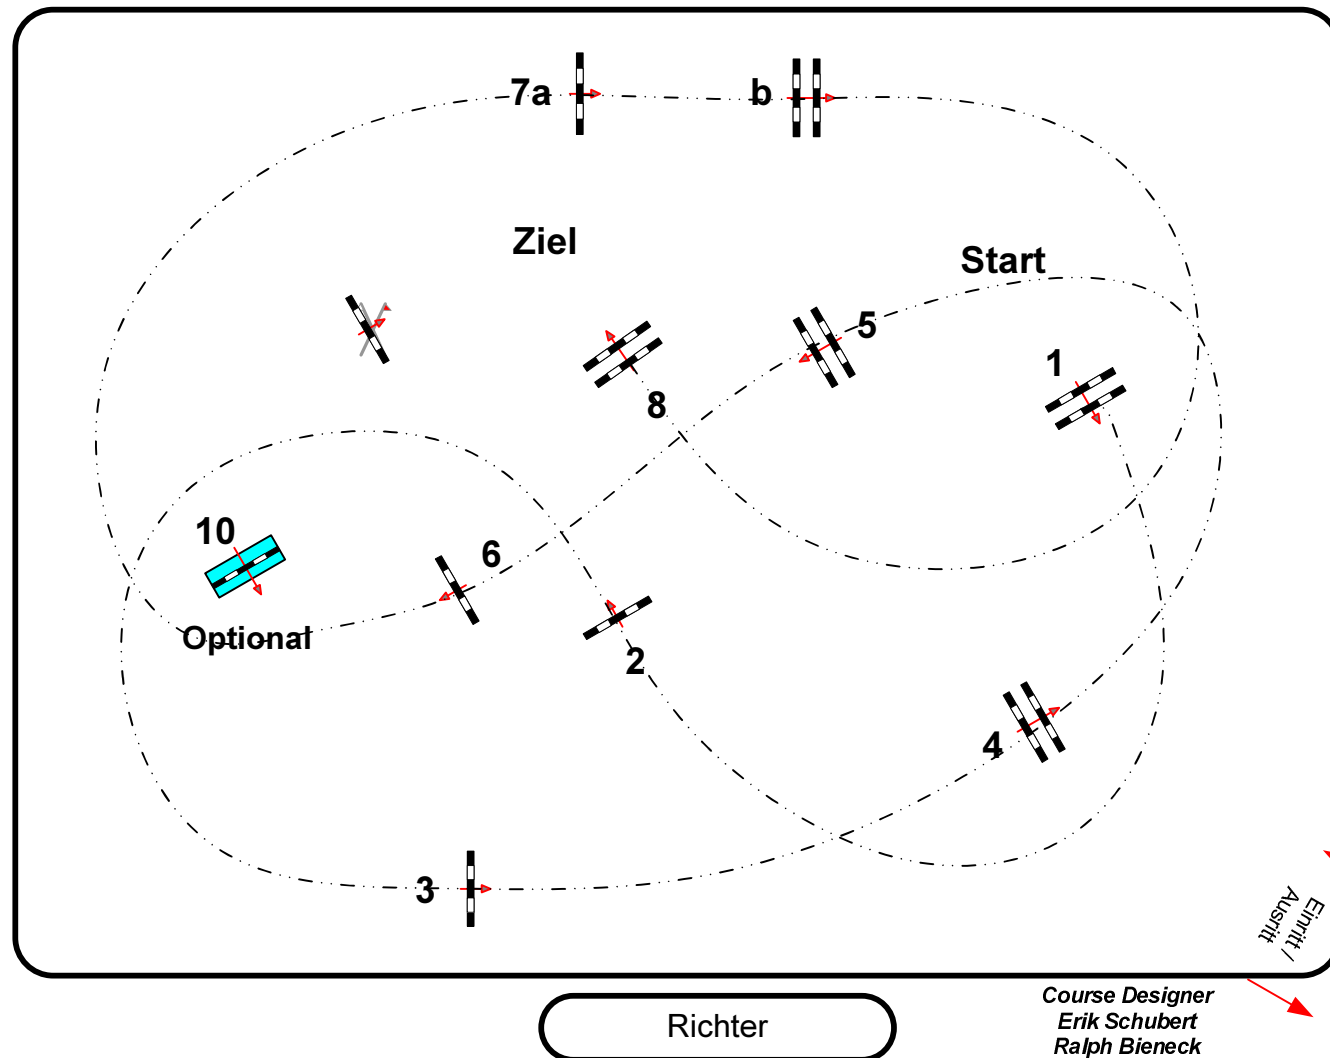 7a
b
Ziel
Start
5
1
8
10
6
Optional
2
4
3
Einritt /
Ausritt
Richter
Course Designer
Erik Schubert
Ralph Bieneck